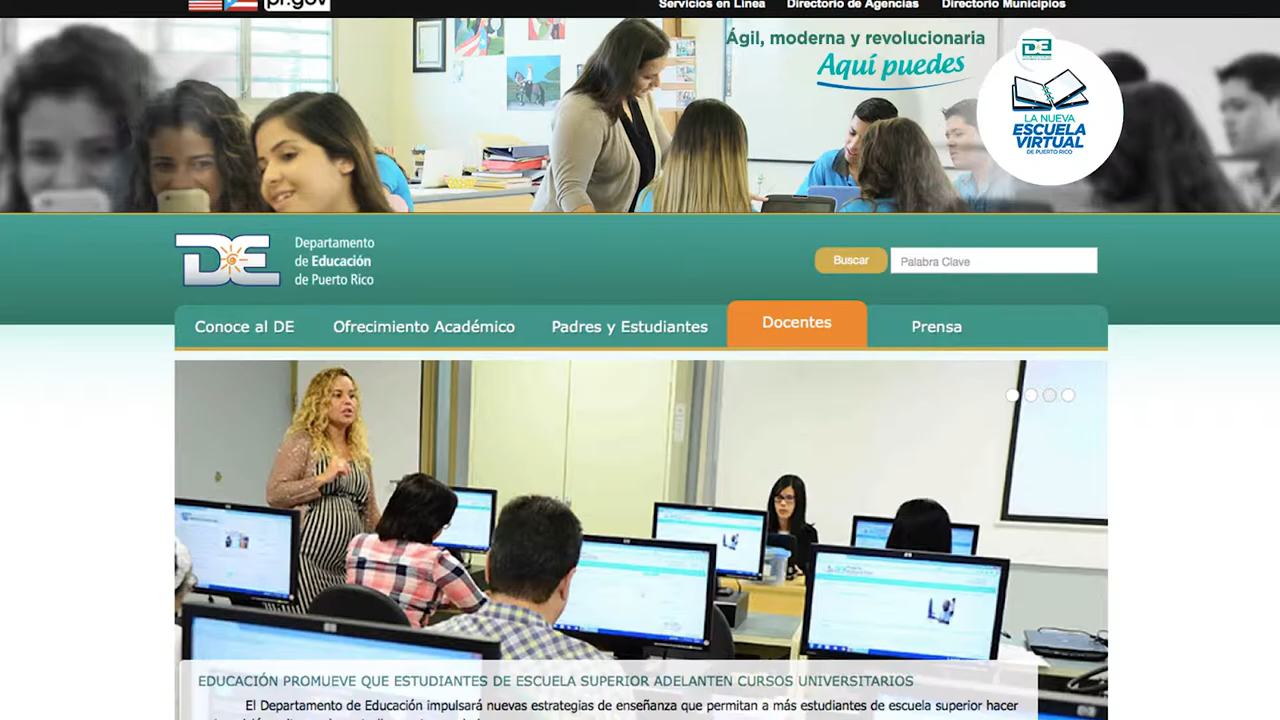 pr.gov
Servicios en Línea Directorio de Agencias Directorio Municipios
Ágil, moderna y revolucionaria
Aquí puedes
DE
LA NUEVA
ESCUELA
VIRTUAL
DE PUERTO RICO
DE
Departamento
de Educación
de Puerto Rico
Buscar Palabra Clave
Conoce al DE Ofrecimiento Académico Padres y Estudiantes Docentes Prensa
EDUCACIÓN PROMUEVE QUE ESTUDIANTES DE ESCUELA SUPERIOR ADELANTEN CURSOS UNIVERSITARIOS
El Departamento de Educación impulsará nuevas estrategias de enseñanza que permitan a más estudiantes de escuela superior hacer